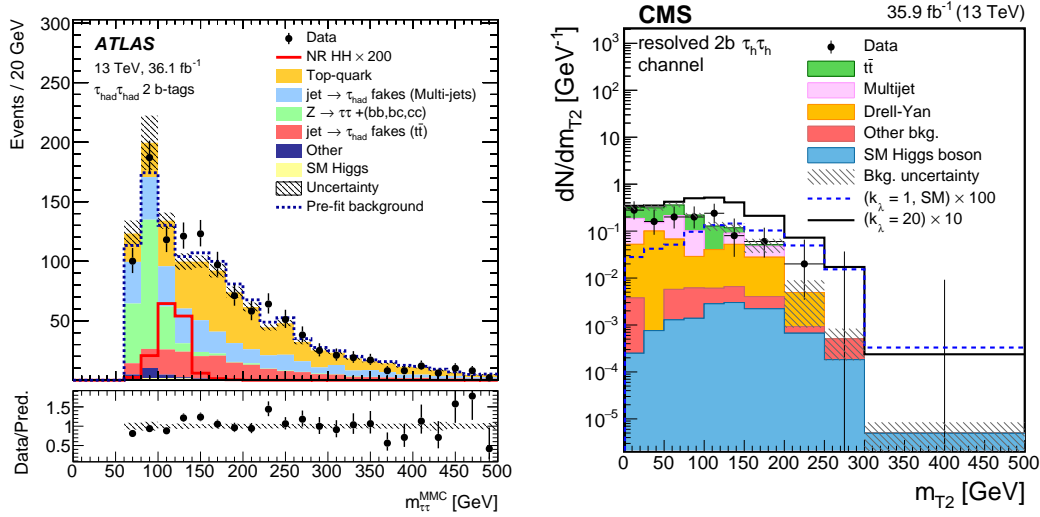 ATLAS
13 TeV, 36.1 fb⁻¹
τhadτhad 2 b-tags
Data
NR HH × 200
Top-quark
jet → τhad fakes (Multi-jets)
Z → ττ +(bb,bc,cc)
jet → τhad fakes (tt̄)
Other
SM Higgs
Uncertainty
Pre-fit background
Events / 20 GeV
300
250
200
150
100
50
Data/Pred.
1.5
1
0.5
0 50 100 150 200 250 300 350 400 450 500
mττ^MMC [GeV]
CMS
35.9 fb⁻¹ (13 TeV)
resolved 2b τhτh
channel
Data
tt̄
Multijet
Drell-Yan
Other bkg.
SM Higgs boson
Bkg. uncertainty
(kλ = 1, SM) × 100
(kλ = 20) × 10
dN/dmT2 [GeV⁻¹]
10³
10²
10
1
10⁻¹
10⁻²
10⁻³
10⁻⁴
10⁻⁵
0 50 100 150 200 250 300 350 400 450 500
mT2 [GeV]